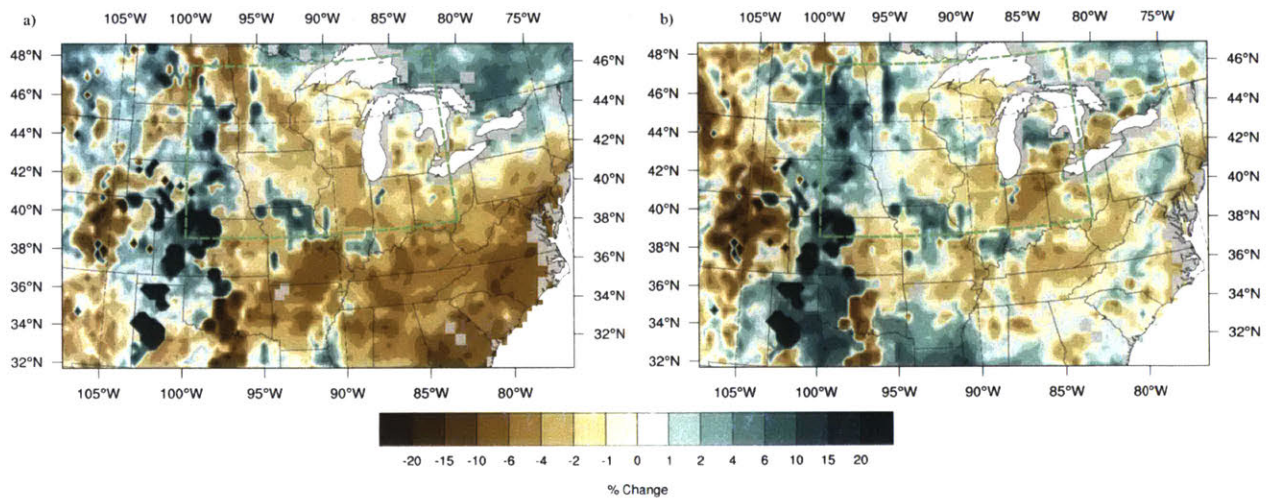 a) 105°W 100°W 95°W 90°W 85°W 80°W 75°W
b) 105°W 100°W 95°W 90°W 85°W 80°W 75°W
48°N 46°N 48°N 46°N
46°N 44°N 46°N 44°N
44°N 42°N 44°N 42°N
42°N 40°N 42°N 40°N
40°N 38°N 40°N 38°N
38°N 36°N 38°N 36°N
36°N 34°N 36°N 34°N
34°N 32°N 34°N 32°N
32°N 32°N
105°W 100°W 95°W 90°W 85°W 80°W 105°W 100°W 95°W 90°W 85°W 80°W
-20 -15 -10 -6 -4 -2 -1 0 1 2 4 6 10 15 20
% Change